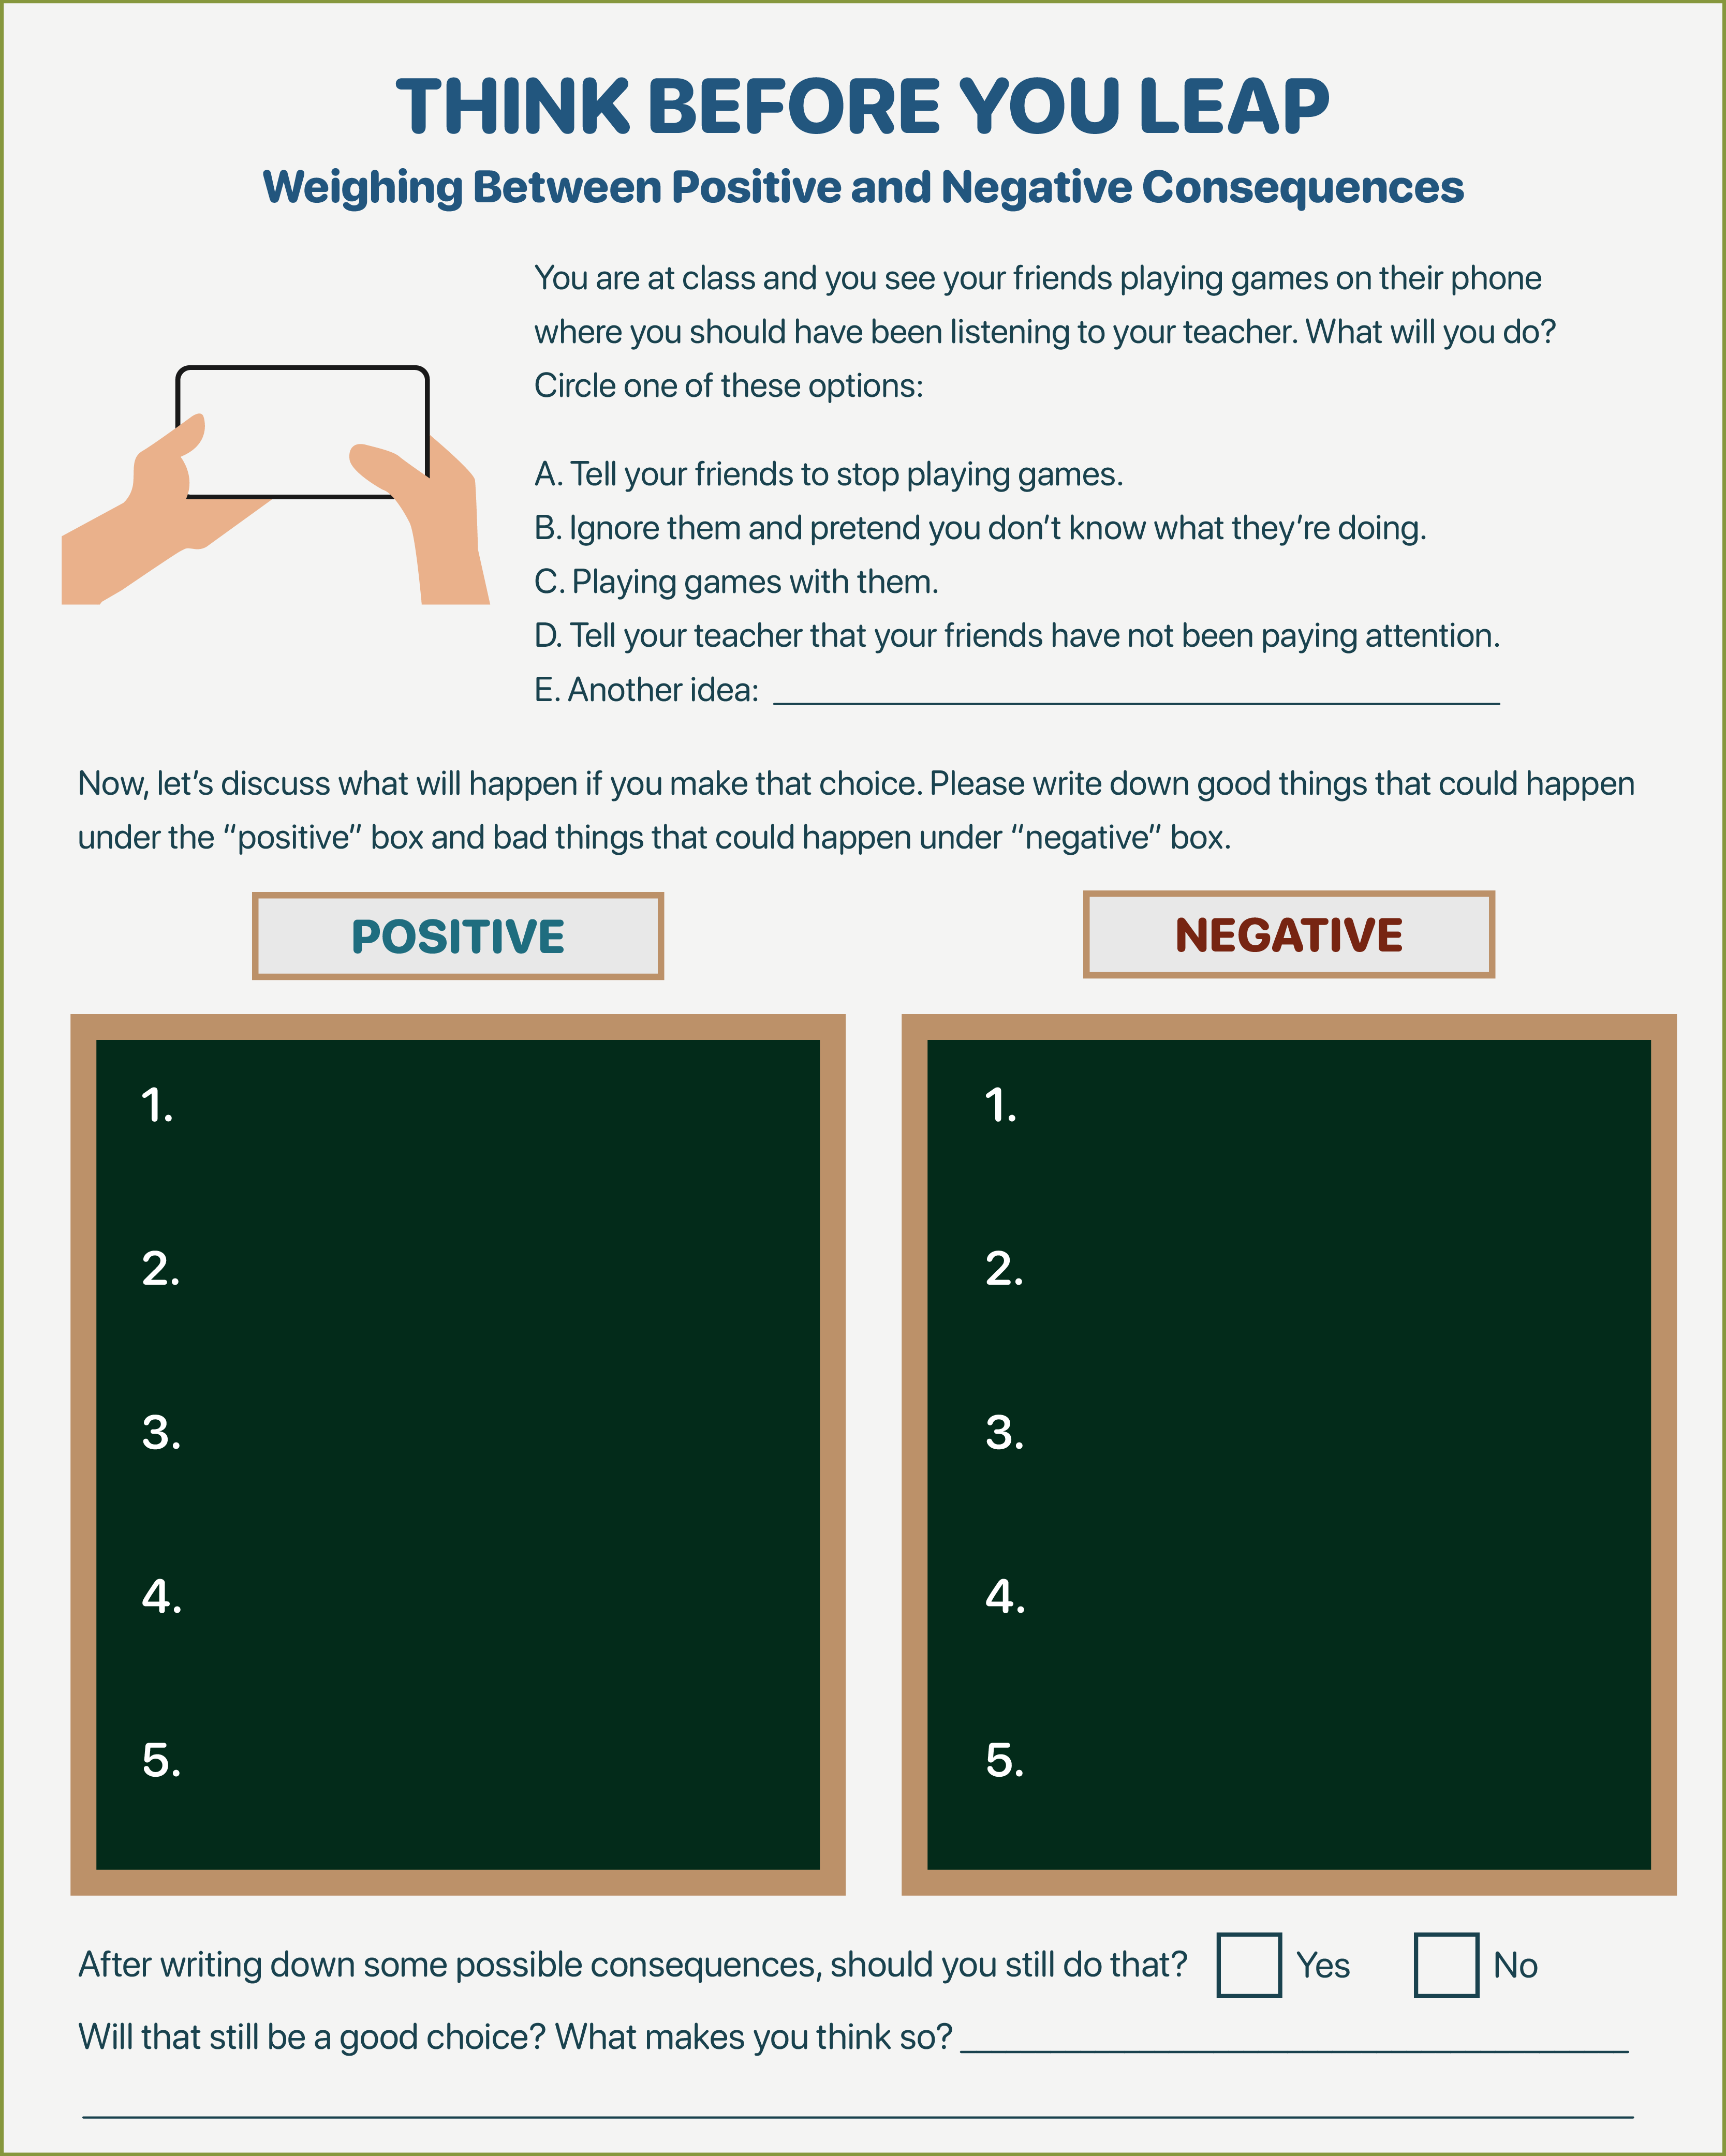 THINK BEFORE YOU LEAP
Weighing Between Positive and Negative Consequences
You are at class and you see your friends playing games on their phone
where you should have been listening to your teacher. What will you do?
Circle one of these options:
A. Tell your friends to stop playing games.
B. Ignore them and pretend you don’t know what they’re doing.
C. Playing games with them.
D. Tell your teacher that your friends have not been paying attention.
E. Another idea:
Now, let’s discuss what will happen if you make that choice. Please write down good things that could happen
under the “positive” box and bad things that could happen under “negative” box.
POSITIVE
1.
2.
3.
4.
5.
NEGATIVE
1.
2.
3.
4.
5.
After writing down some possible consequences, should you still do that? Yes No
Will that still be a good choice? What makes you think so?